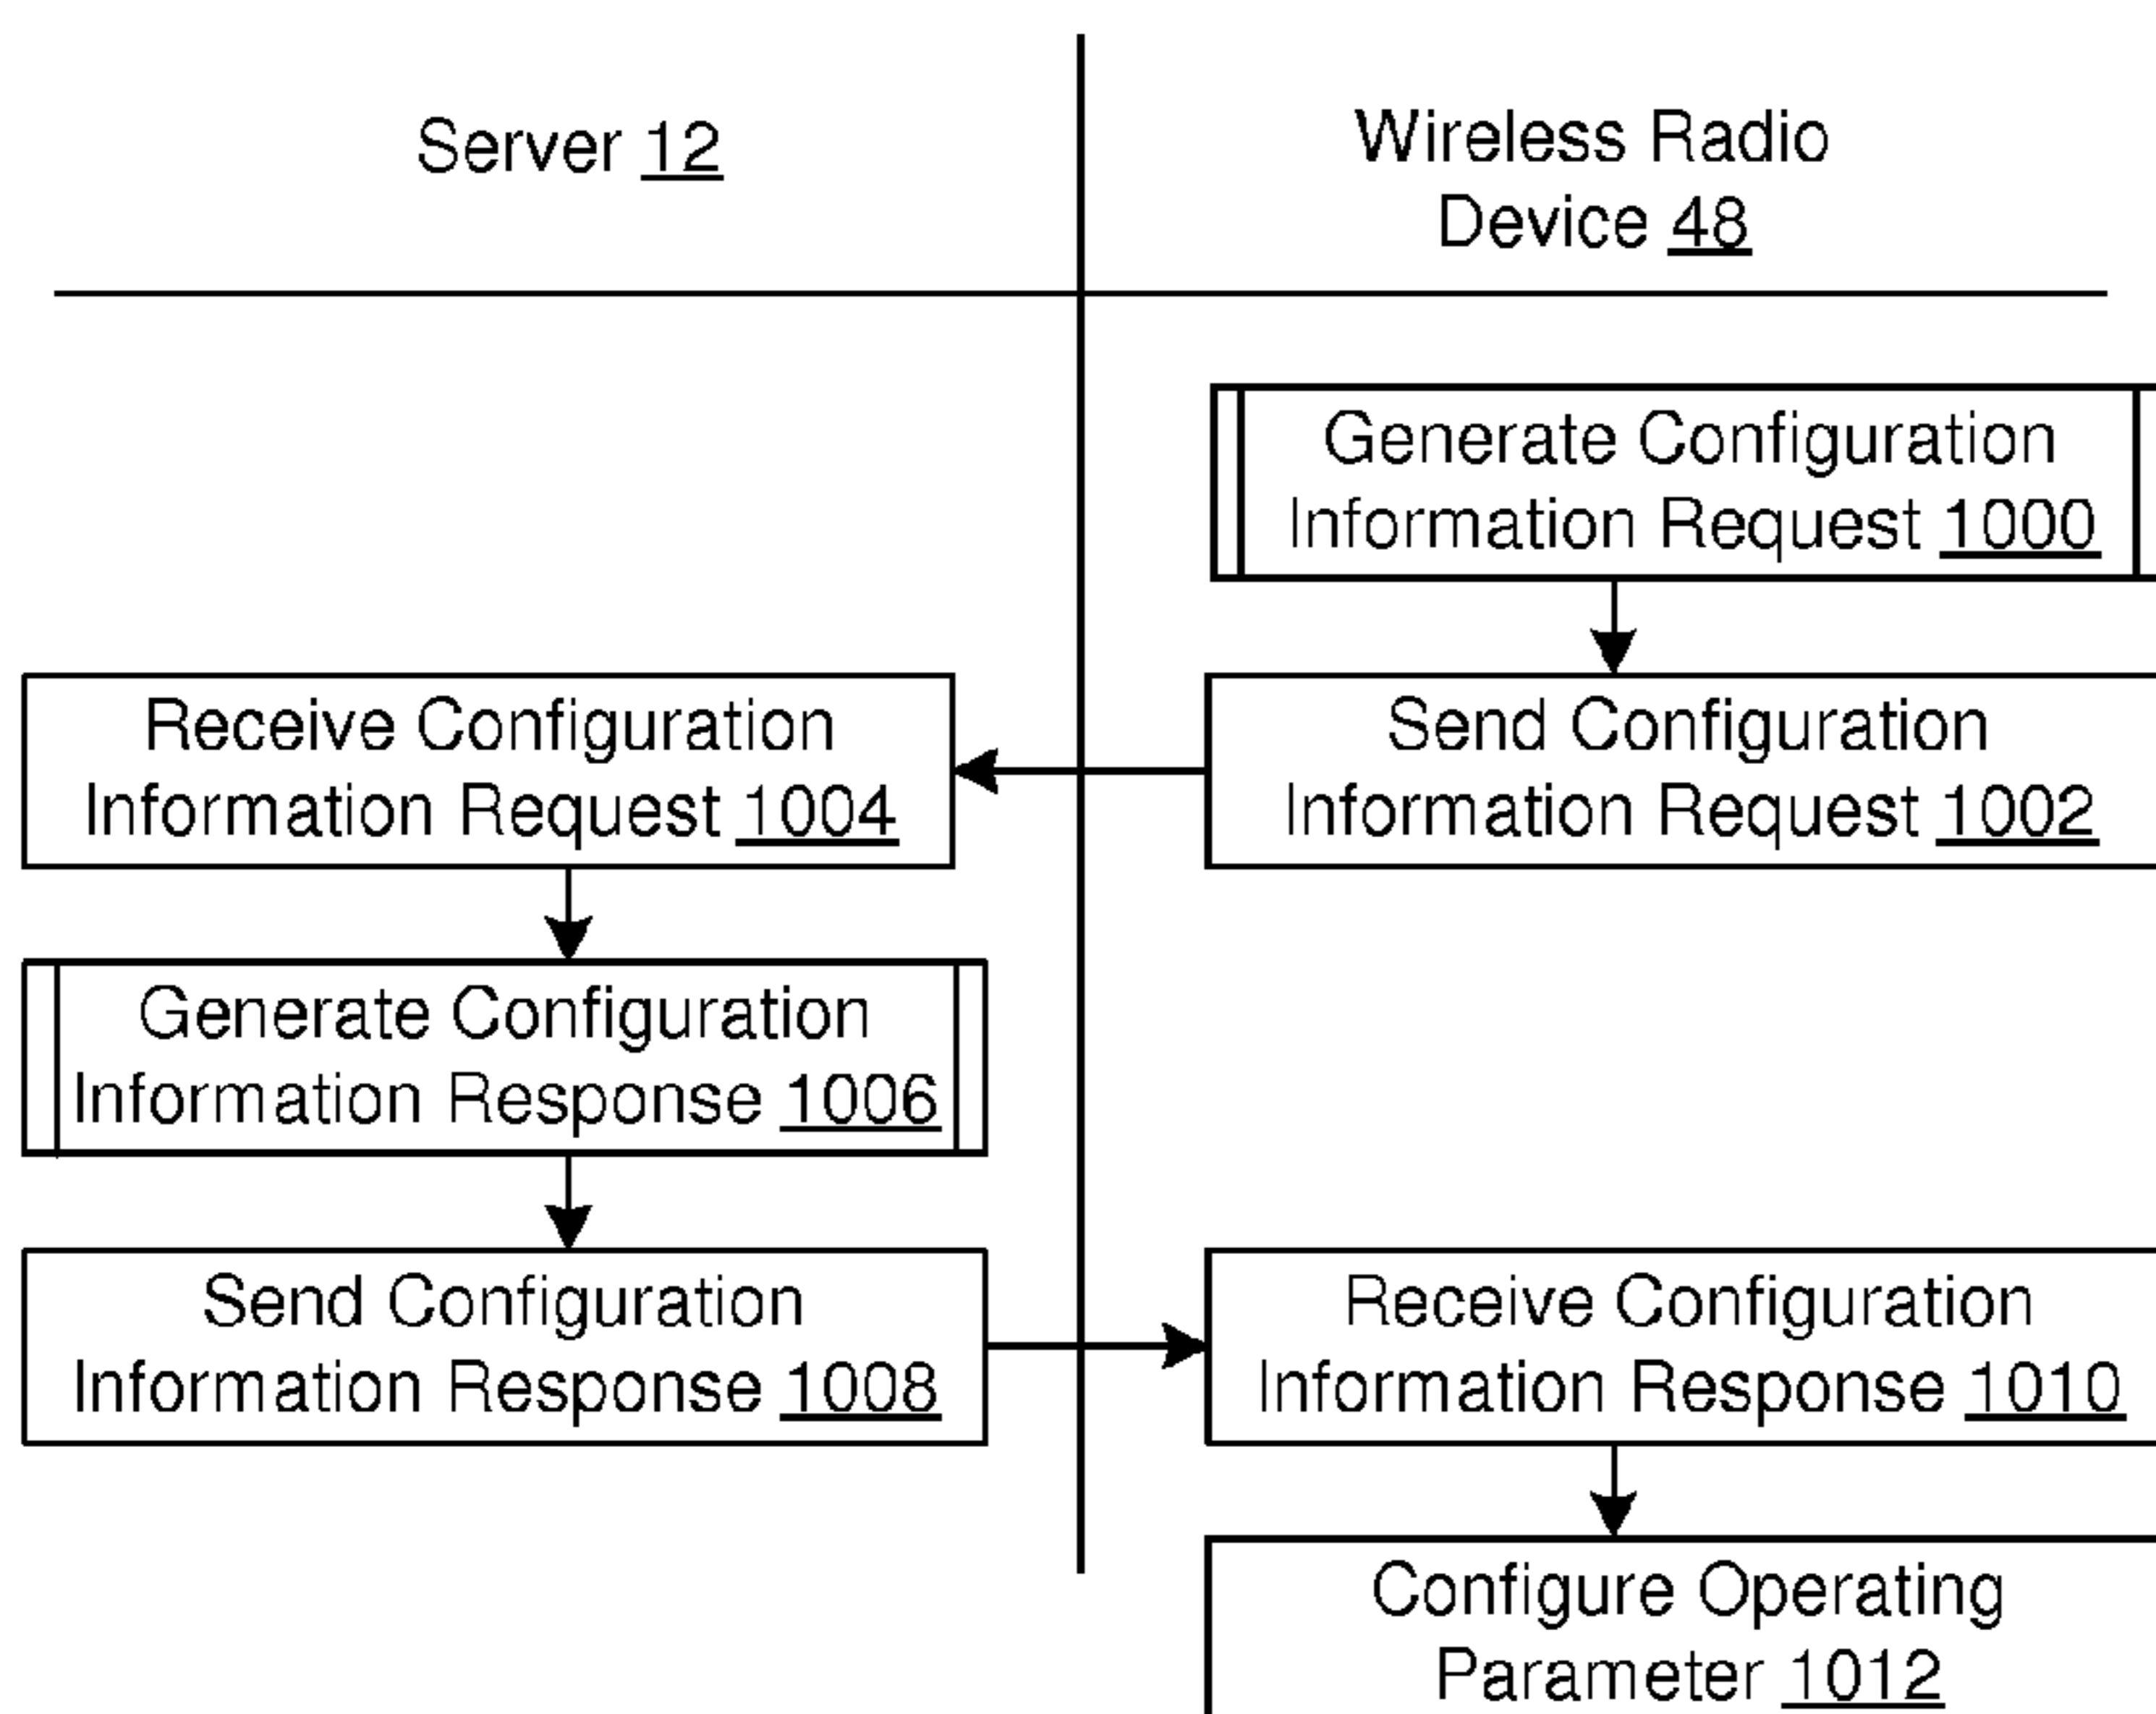 Server 12
Wireless Radio
Device 48
Generate Configuration
Information Request 1000
Send Configuration
Information Request 1002
Receive Configuration
Information Request 1004
Generate Configuration
Information Response 1006
Send Configuration
Information Response 1008
Receive Configuration
Information Response 1010
Configure Operating
Parameter 1012